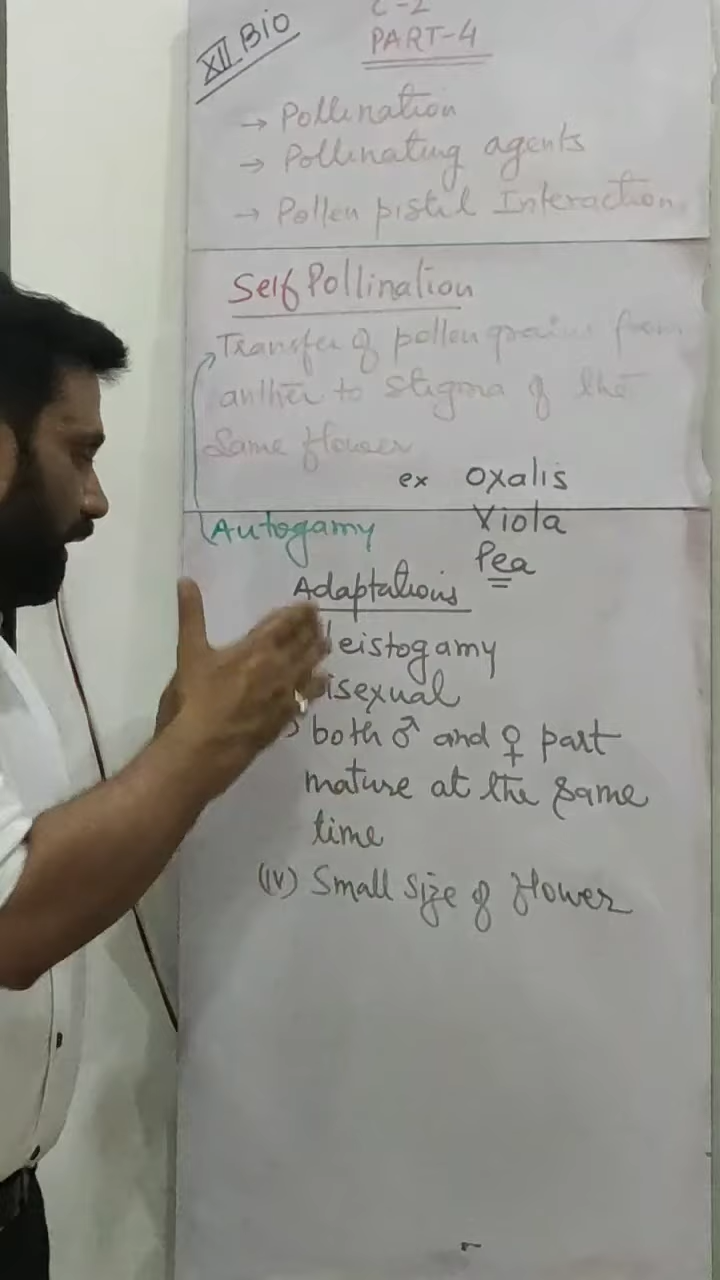 XII Bio
C-2
PART-4
→ Pollination
→ Pollinating agents
→ Pollen pistil Interaction
Self Pollination
Transfer of pollen grains from
anther to stigma of the
Same flower
ex Oxalis
Viola
Pea
Autogamy
Adaptations
leistogamy
isexual
both ♂ and ♀ part
mature at the same
time
(iv) Small size of flower